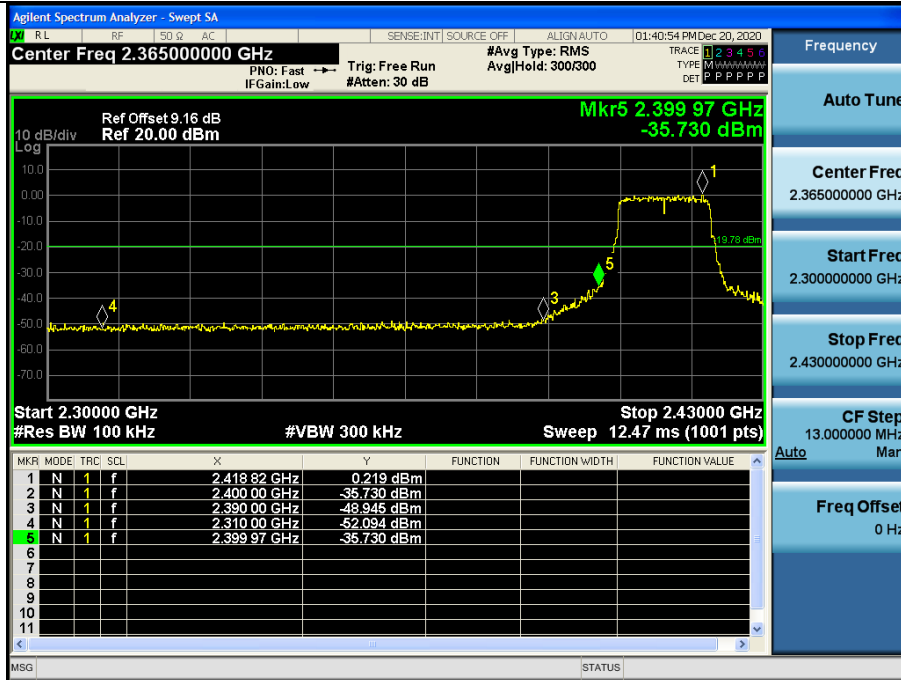 Agilent Spectrum Analyzer - Swept SA
LXI RL RF 50 Ω AC SENSE:INT SOURCE OFF ALIGN AUTO 01:40:54 PM Dec 20, 2020
Center Freq 2.365000000 GHz
PNO: Fast
IFGain:Low
Trig: Free Run
#Atten: 30 dB
#Avg Type: RMS
Avg|Hold: 300/300
TRACE 1 2 3 4 5 6
TYPE M
DET P P P P P P
Frequency
Auto Tune
Center Freq
2.365000000 GHz
Start Freq
2.300000000 GHz
Stop Freq
2.430000000 GHz
CF Step
13.000000 MHz
Auto Man
Freq Offset
0 Hz
Mkr5 2.399 97 GHz
-35.730 dBm
Ref Offset 9.16 dB
10 dB/div Ref 20.00 dBm
Log
10.0
0.00
-10.0
-20.0
-30.0
-40.0
-50.0
-60.0
-70.0
1
19.78 dBm
5
3
4
Start 2.30000 GHz Stop 2.43000 GHz
#Res BW 100 kHz #VBW 300 kHz Sweep 12.47 ms (1001 pts)
MKR MODE TRC SCL X Y FUNCTION FUNCTION WIDTH FUNCTION VALUE
1 N 1 f 2.418 82 GHz 0.219 dBm
2 N 1 f 2.400 00 GHz -35.730 dBm
3 N 1 f 2.390 00 GHz -48.945 dBm
4 N 1 f 2.310 00 GHz -52.094 dBm
5 N 1 f 2.399 97 GHz -35.730 dBm
6
7
8
9
10
11
MSG STATUS